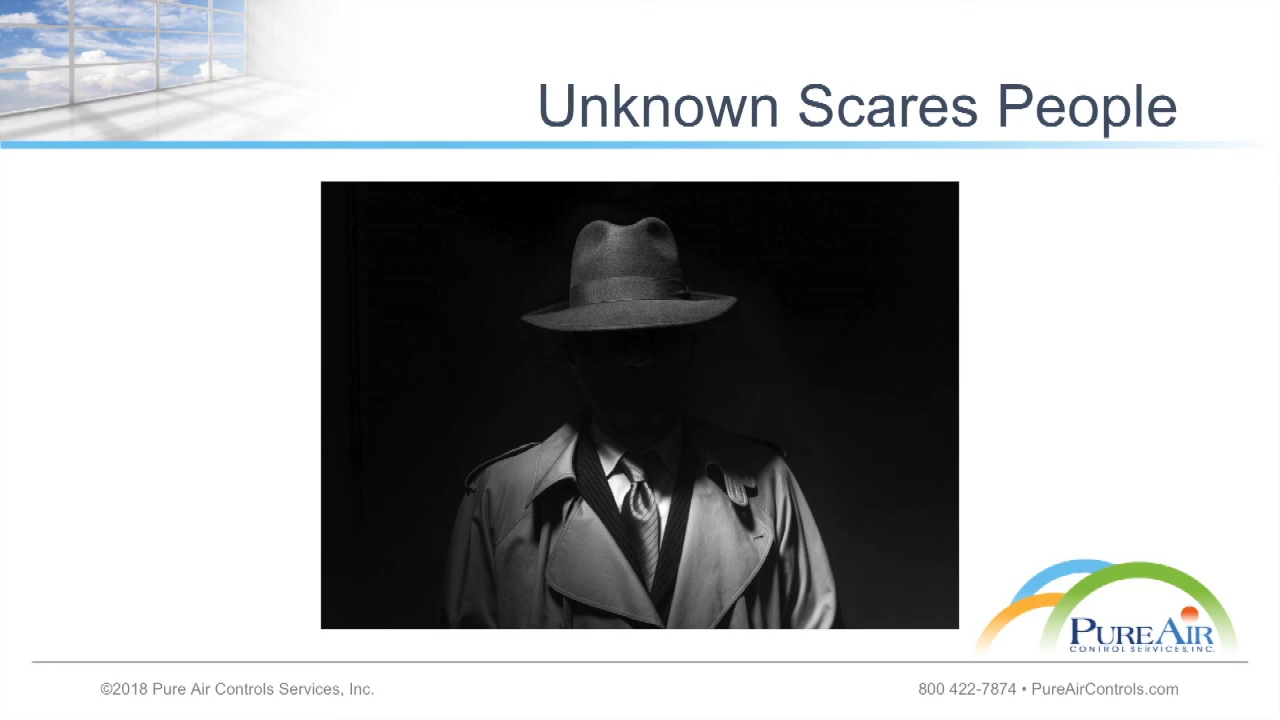 Unknown Scares People
PUREAIR
CONTROL SERVICES, INC.
©2018 Pure Air Controls Services, Inc.
800 422-7874 • PureAirControls.com